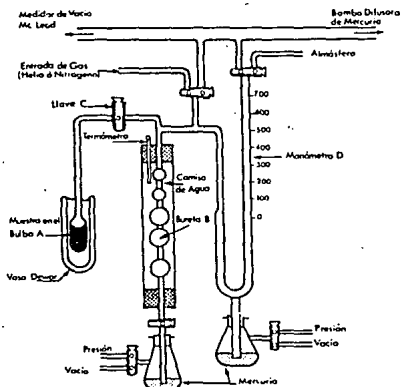 Medidor de Vacío
Mc Leod
Bomba Difusora
de Mercurio
Atmósfera
Entrada de Gas
(Helio ó Nitrógeno)
Llave C
Termómetro
700
600
500
400
300
200
100
0
Camisa
de Agua
Manómetro D
Muestra en el
Bulbo A
Bureta B
Vaso Dewar
Presión
Vacío
Presión
Vacío
Mercurio